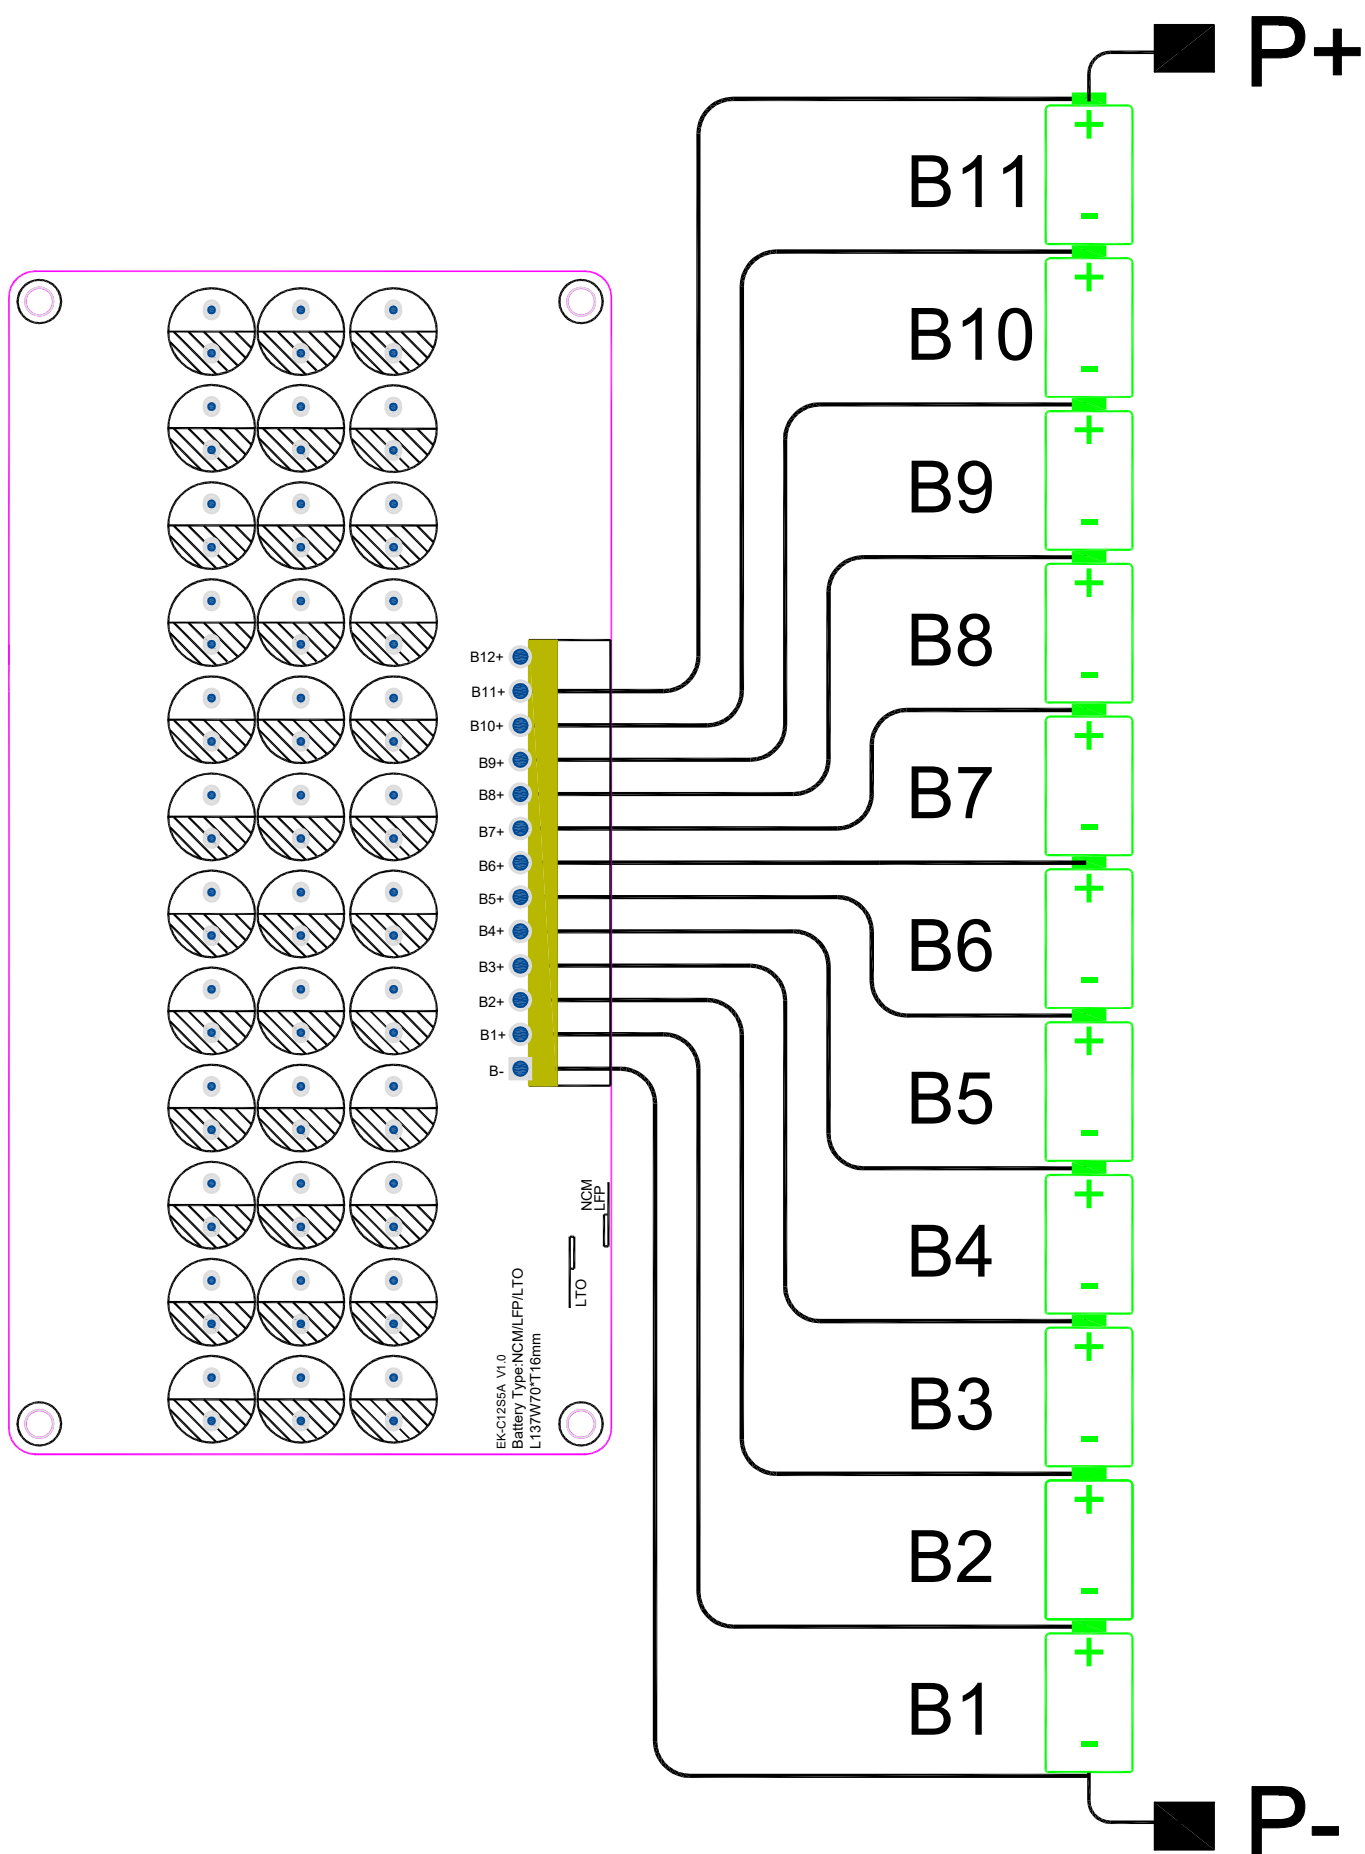 P+
B11
B10
B9
B8
B7
B6
B5
B4
B3
B2
B1
P-
B12+
B11+
B10+
B9+
B8+
B7+
B6+
B5+
B4+
B3+
B2+
B1+
B-
NCM
LFP
LTO
EK-C12S5A V1.0
Battery Type:NCM/LFP/LTO
L137W70*T16mm
+
-
+
-
+
-
+
-
+
-
+
-
+
-
+
-
+
-
+
-
+
-